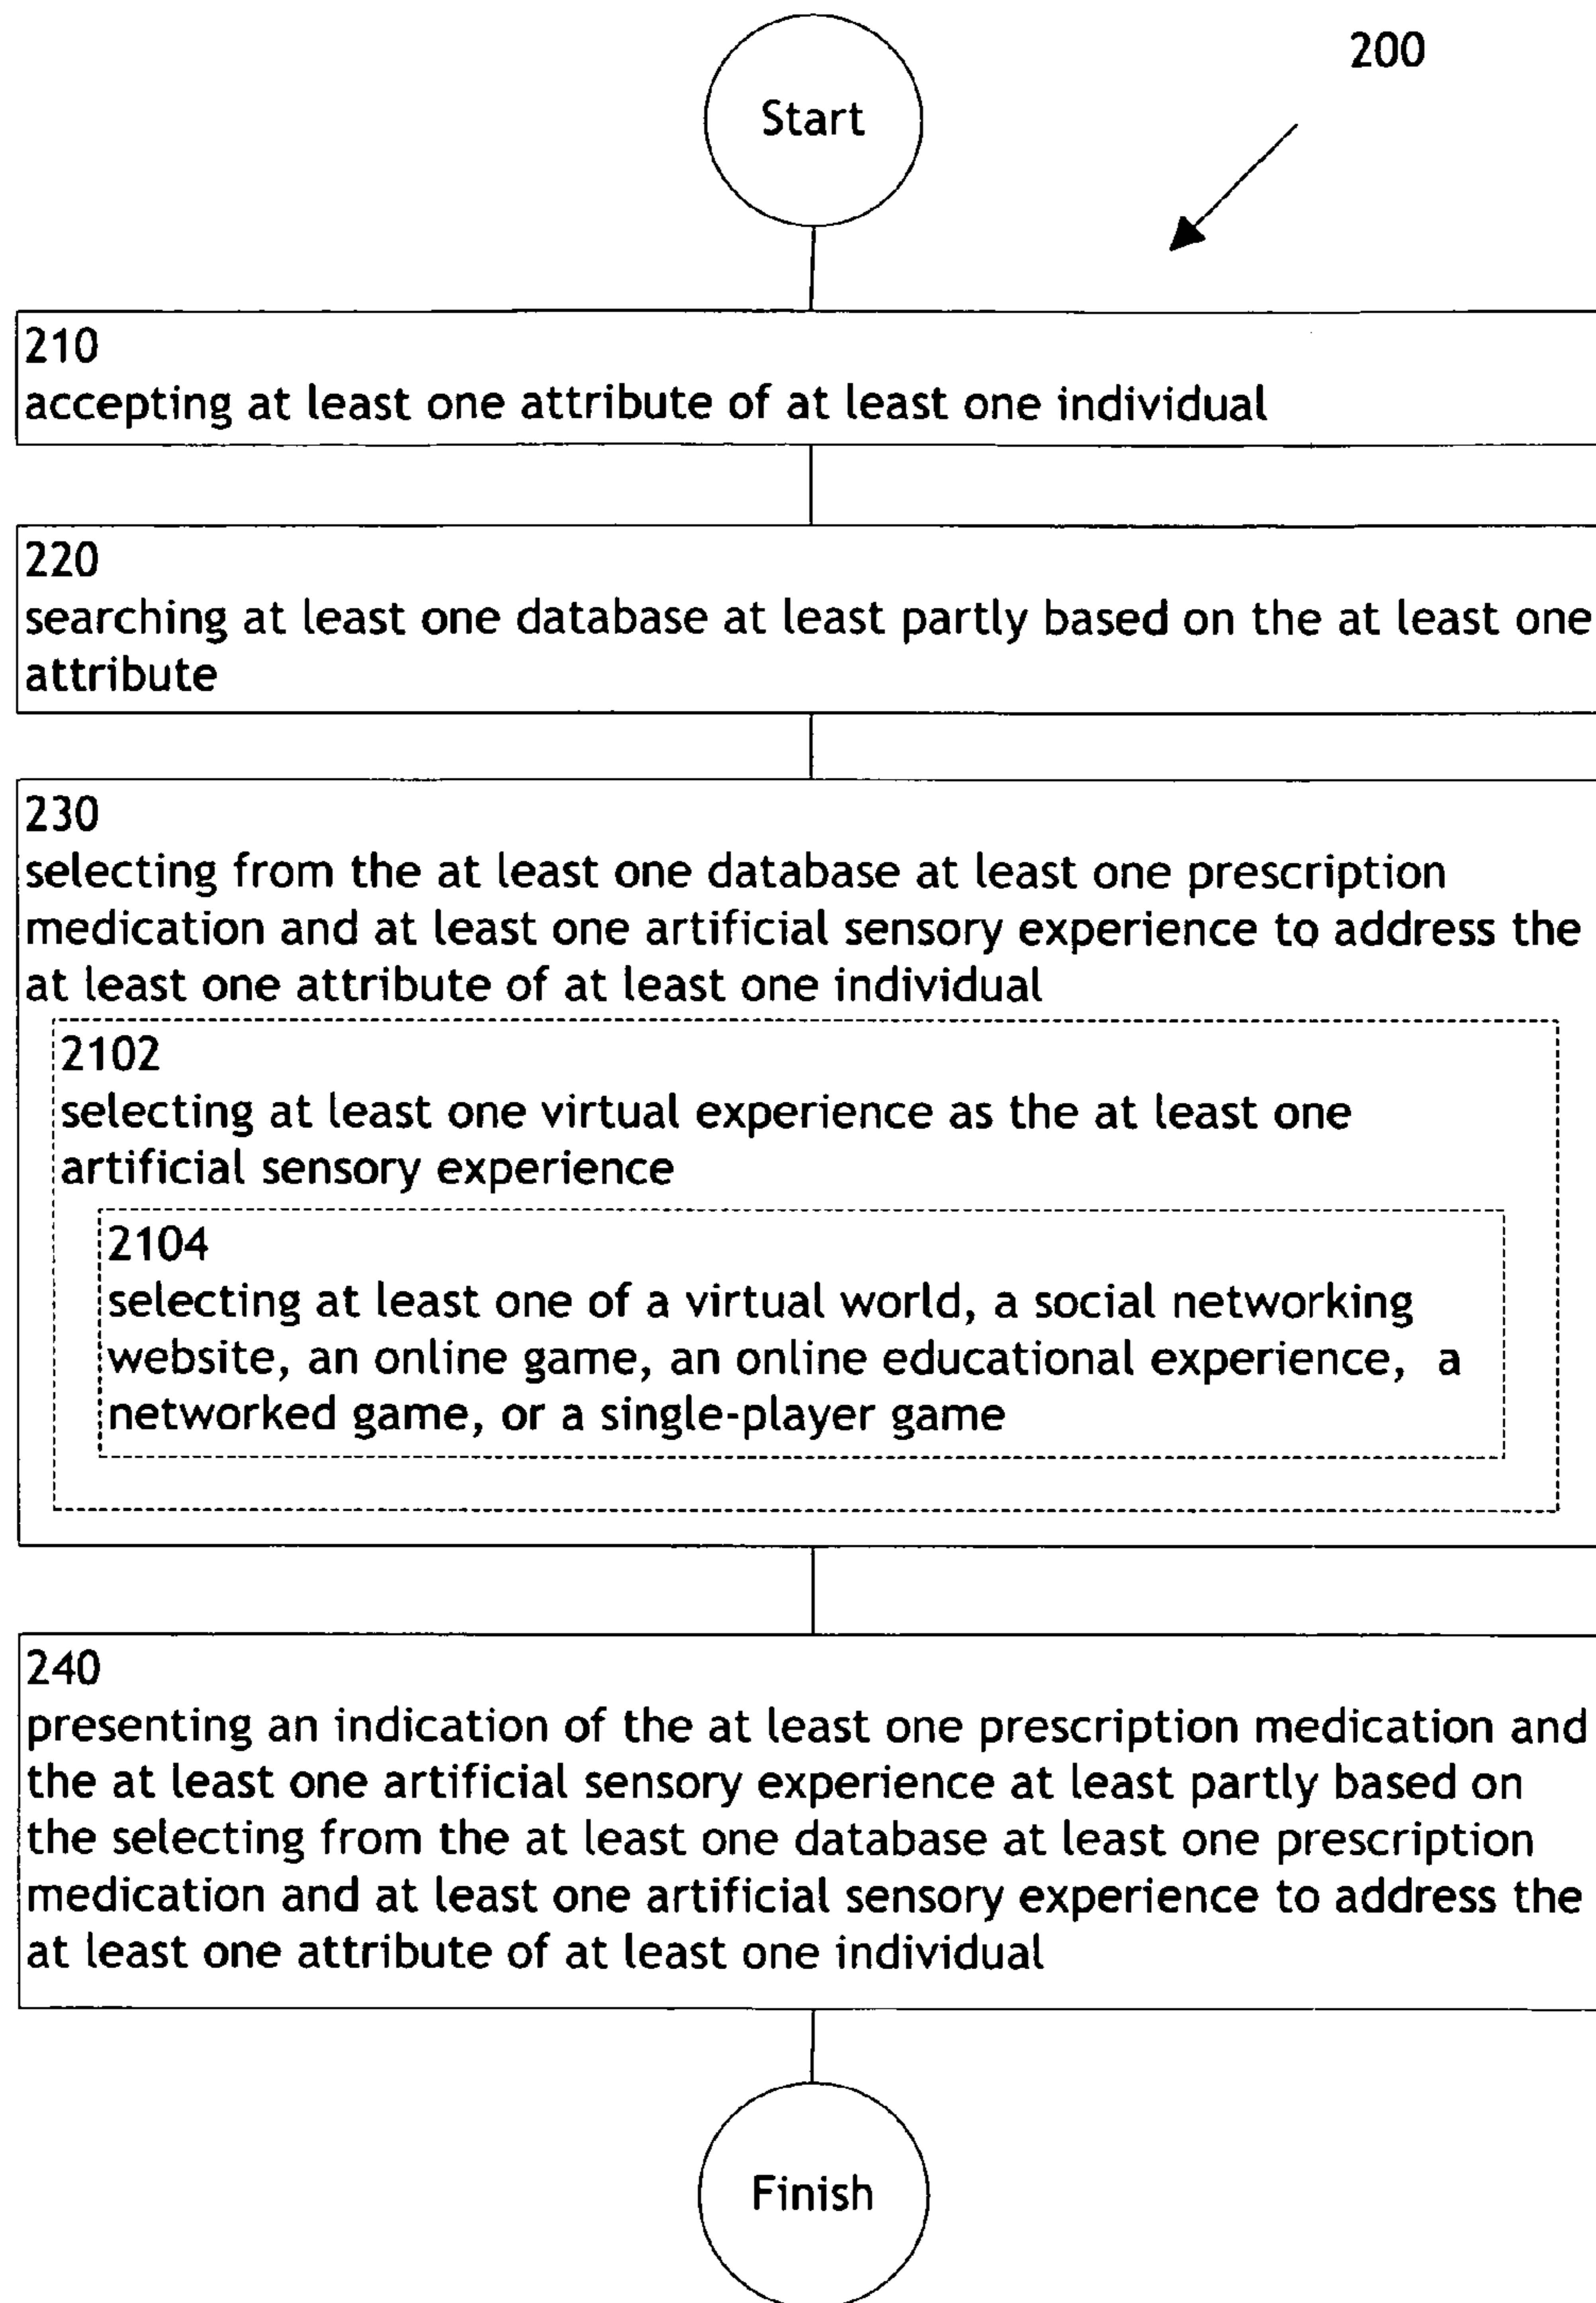 Start
200
210
accepting at least one attribute of at least one individual
220
searching at least one database at least partly based on the at least one
attribute
230
selecting from the at least one database at least one prescription
medication and at least one artificial sensory experience to address the
at least one attribute of at least one individual
2102
selecting at least one virtual experience as the at least one
artificial sensory experience
2104
selecting at least one of a virtual world, a social networking
website, an online game, an online educational experience, a
networked game, or a single-player game
240
presenting an indication of the at least one prescription medication and
the at least one artificial sensory experience at least partly based on
the selecting from the at least one database at least one prescription
medication and at least one artificial sensory experience to address the
at least one attribute of at least one individual
Finish